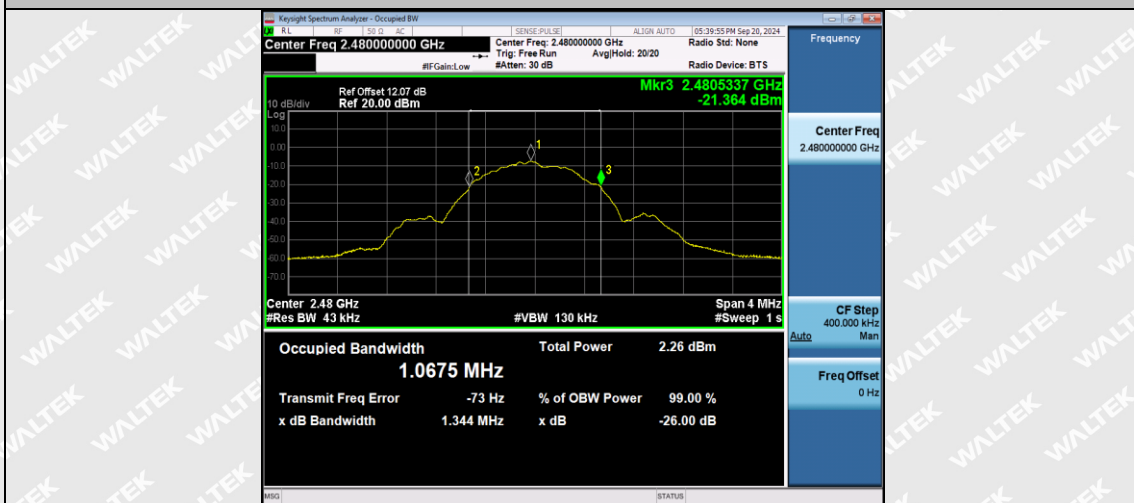 Keysight Spectrum Analyzer - Occupied BW
RL RF 50 Ω AC SENSE:PULSE ALIGN AUTO 05:39:55 PM Sep 20, 2024
Center Freq 2.480000000 GHz
Center Freq: 2.480000000 GHz Radio Std: None
Trig: Free Run Avg|Hold: 20/20
#IFGain:Low #Atten: 30 dB Radio Device: BTS
Frequency
Mkr3 2.4805337 GHz
-21.364 dBm
Ref Offset 12.07 dB
10 dB/div Ref 20.00 dBm
Log
10.0
0.00
-10.0
-20.0
-30.0
-40.0
-50.0
-60.0
-70.0
1
2
3
Center 2.48 GHz Span 4 MHz
#Res BW 43 kHz #VBW 130 kHz #Sweep 1 s
Occupied Bandwidth Total Power 2.26 dBm
1.0675 MHz
Transmit Freq Error -73 Hz % of OBW Power 99.00 %
x dB Bandwidth 1.344 MHz x dB -26.00 dB
Center Freq
2.480000000 GHz
CF Step
400.000 kHz
Auto Man
Freq Offset
0 Hz
MSG STATUS
WALTEK